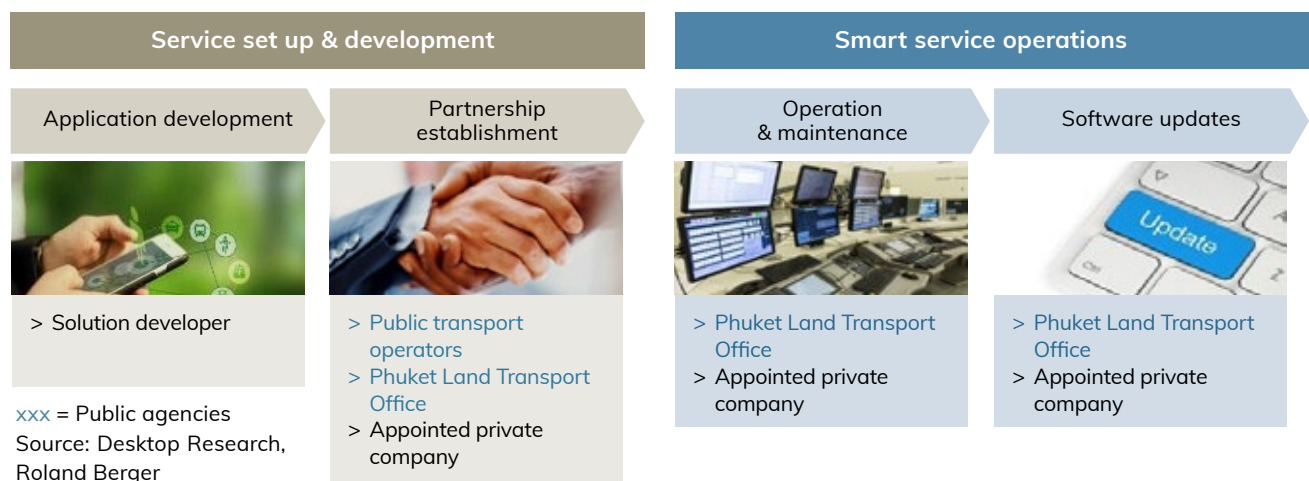 Service set up & development
Smart service operations
Application development
Partnership
establishment
Operation
& maintenance
Software updates
Update
Ctrl
A
Z
> Solution developer
> Public transport
operators
> Phuket Land Transport
Office
> Appointed private
company
> Phuket Land Transport
Office
> Appointed private
company
> Phuket Land Transport
Office
> Appointed private
company
xxx = Public agencies
Source: Desktop Research,
Roland Berger